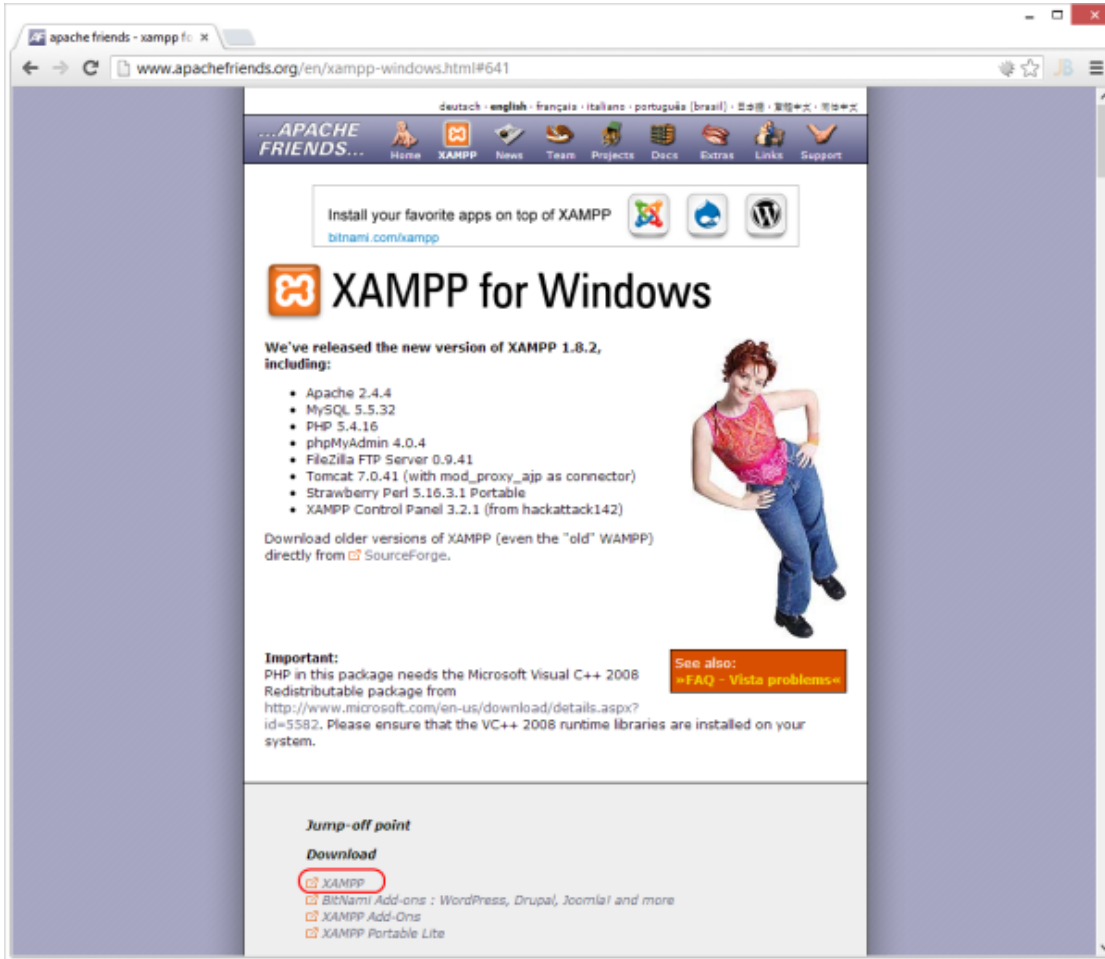 apache friends - xampp fo
www.apachefriends.org/en/xampp-windows.html#641
deutsch · english · français · italiano · português (brasil) · 日本語 ·
...APACHE
FRIENDS...
Home XAMPP News Team Projects Docs Extras Links Support
Install your favorite apps on top of XAMPP
bitnami.com/xampp
XAMPP for Windows
We've released the new version of XAMPP 1.8.2,
including:
• Apache 2.4.4
• MySQL 5.5.32
• PHP 5.4.16
• phpMyAdmin 4.0.4
• FileZilla FTP Server 0.9.41
• Tomcat 7.0.41 (with mod_proxy_ajp as connector)
• Strawberry Perl 5.16.3.1 Portable
• XAMPP Control Panel 3.2.1 (from hackattack142)
Download older versions of XAMPP (even the "old" WAMPP)
directly from SourceForge.
Important:
PHP in this package needs the Microsoft Visual C++ 2008
Redistributable package from
http://www.microsoft.com/en-us/download/details.aspx?
id=5582. Please ensure that the VC++ 2008 runtime libraries are installed on your
system.
See also:
»FAQ - Vista problems«
Jump-off point
Download
XAMPP
BitNami Add-ons : WordPress, Drupal, Joomla! and more
XAMPP Add-Ons
XAMPP Portable Lite